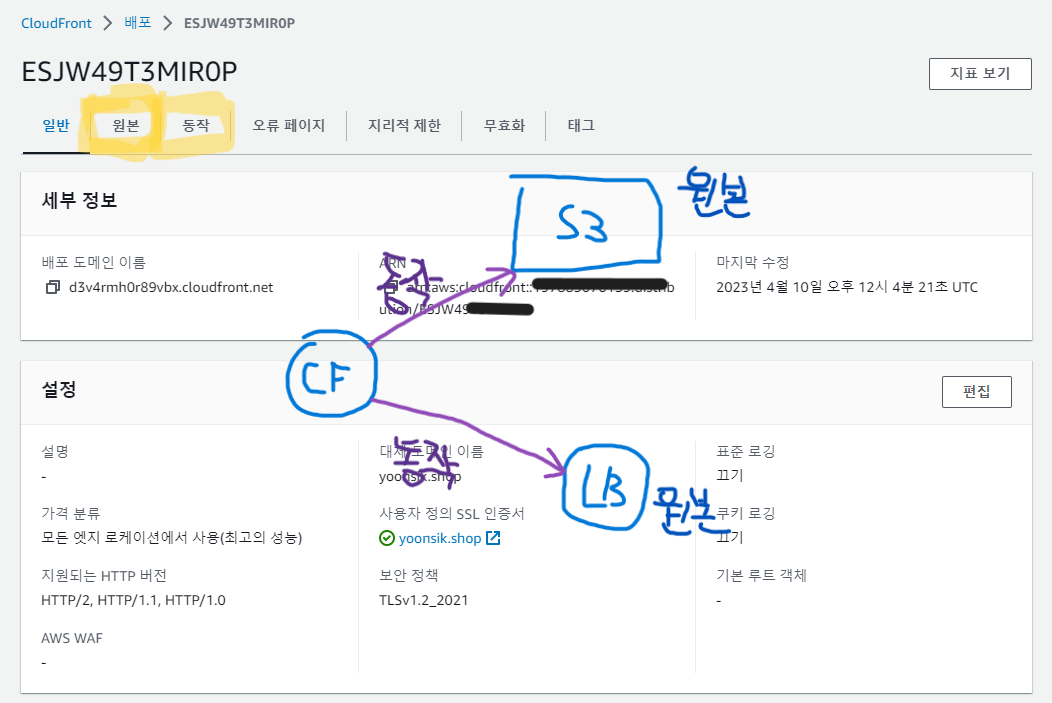 CloudFront > 배포 > ESJW49T3MIR0P
ESJW49T3MIR0P
지표 보기
일반 원본 동작 오류 페이지 지리적 제한 무효화 태그
세부 정보
원본
S3
배포 도메인 이름
d3v4rmh0r89vbx.cloudfront.net
ARN
동작
마지막 수정
2023년 4월 10일 오후 12시 4분 21초 UTC
CF
설정
편집
설명
-
대체 도메인 이름
yoonsik.shop
동작
표준 로깅
끄기
LB
원본
가격 분류
모든 엣지 로케이션에서 사용(최고의 성능)
사용자 정의 SSL 인증서
yoonsik.shop
쿠키 로깅
끄기
지원되는 HTTP 버전
HTTP/2, HTTP/1.1, HTTP/1.0
보안 정책
TLSv1.2_2021
기본 루트 객체
-
AWS WAF
-